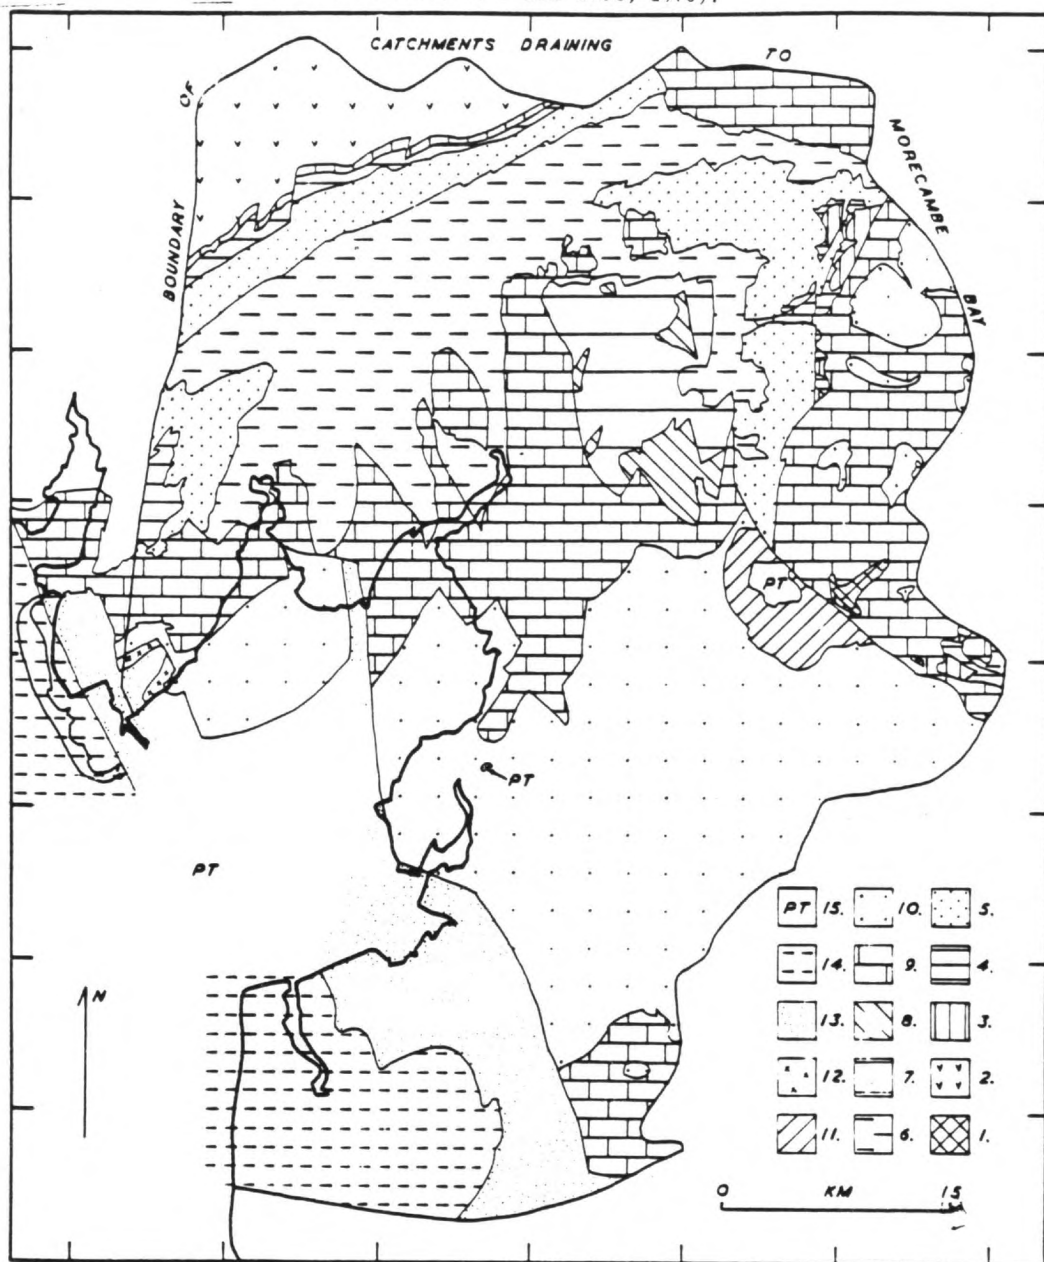 CATCHMENTS DRAINING TO
BOUNDARY OF
MORECAMBE
BAY
PT
PT
PT
PT 15. 10. 5.
14. 9. 4.
13. 8. 3.
12. 7. 2.
11. 6. 1.
N
0 KM 15